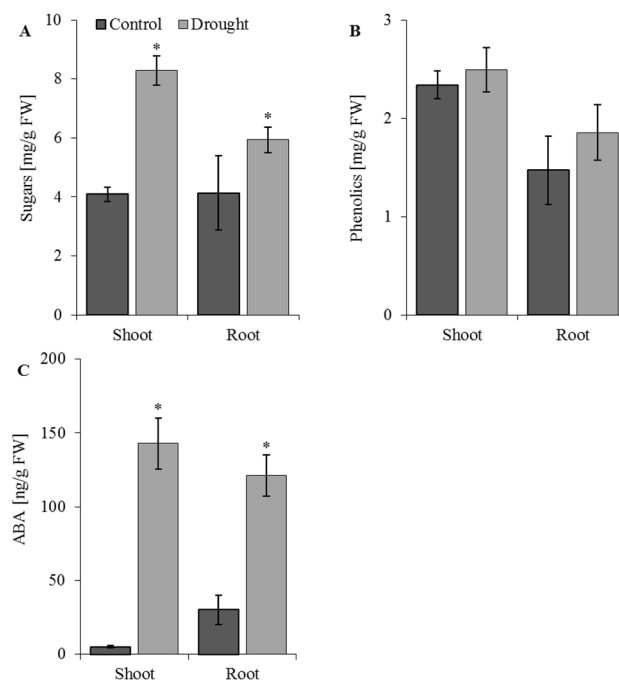 A
Control Drought
Sugars [mg/g FW]
10
8
6
4
2
0
*
*
Shoot Root
B
Phenolics [mg/g FW]
3
2
1
0
Shoot Root
C
ABA [ng/g FW]
200
150
100
50
0
*
*
Shoot Root